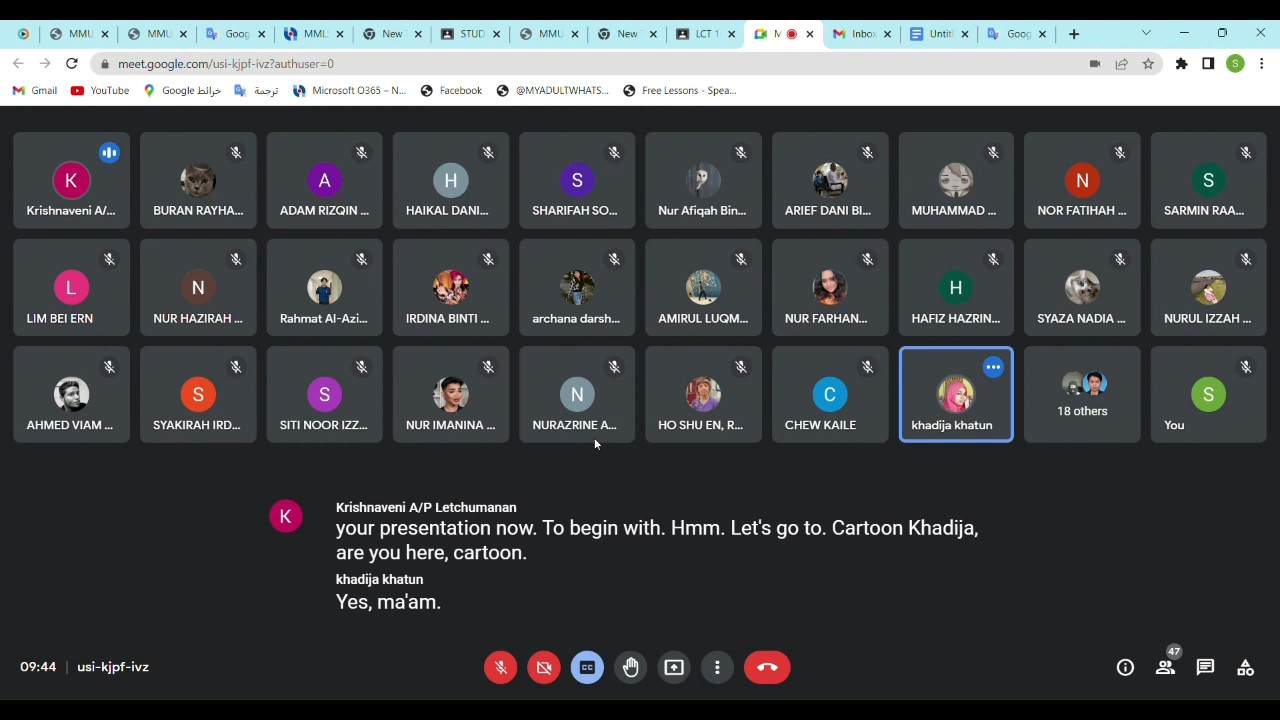 MMU
MMU
Goog
MML
New
STUD
MMU
New
LCT 1
M
Inbox
Untit
Goog
meet.google.com/usi-kjpf-ivz?authuser=0
S
Gmail YouTube Google خرائط ترجمة Microsoft O365 – N... Facebook @MYADULTWHATS... Free Lessons - Spea...
K A H S N S
Krishnaveni A/... BURAN RAYHA... ADAM RIZQIN ... HAIKAL DANI... SHARIFAH SO... Nur Afiqah Bin... ARIEF DANI BI... MUHAMMAD ... NOR FATIHAH ... SARMIN RAA...
L N H
LIM BEI ERN NUR HAZIRAH ... Rahmat Al-Azi... IRDINA BINTI ... archana darsh... AMIRUL LUQM... NUR FARHAN... HAFIZ HAZRIN... SYAZA NADIA ... NURUL IZZAH ...
S S N C S
18 others
AHMED VIAM ... SYAKIRAH IRD... SITI NOOR IZZ... NUR IMANINA ... NURAZRINE A... HO SHU EN, R... CHEW KAILE khadija khatun You
K
Krishnaveni A/P Letchumanan
your presentation now. To begin with. Hmm. Let's go to. Cartoon Khadija,
are you here, cartoon.
khadija khatun
Yes, ma'am.
09:44 | usi-kjpf-ivz
CC
47